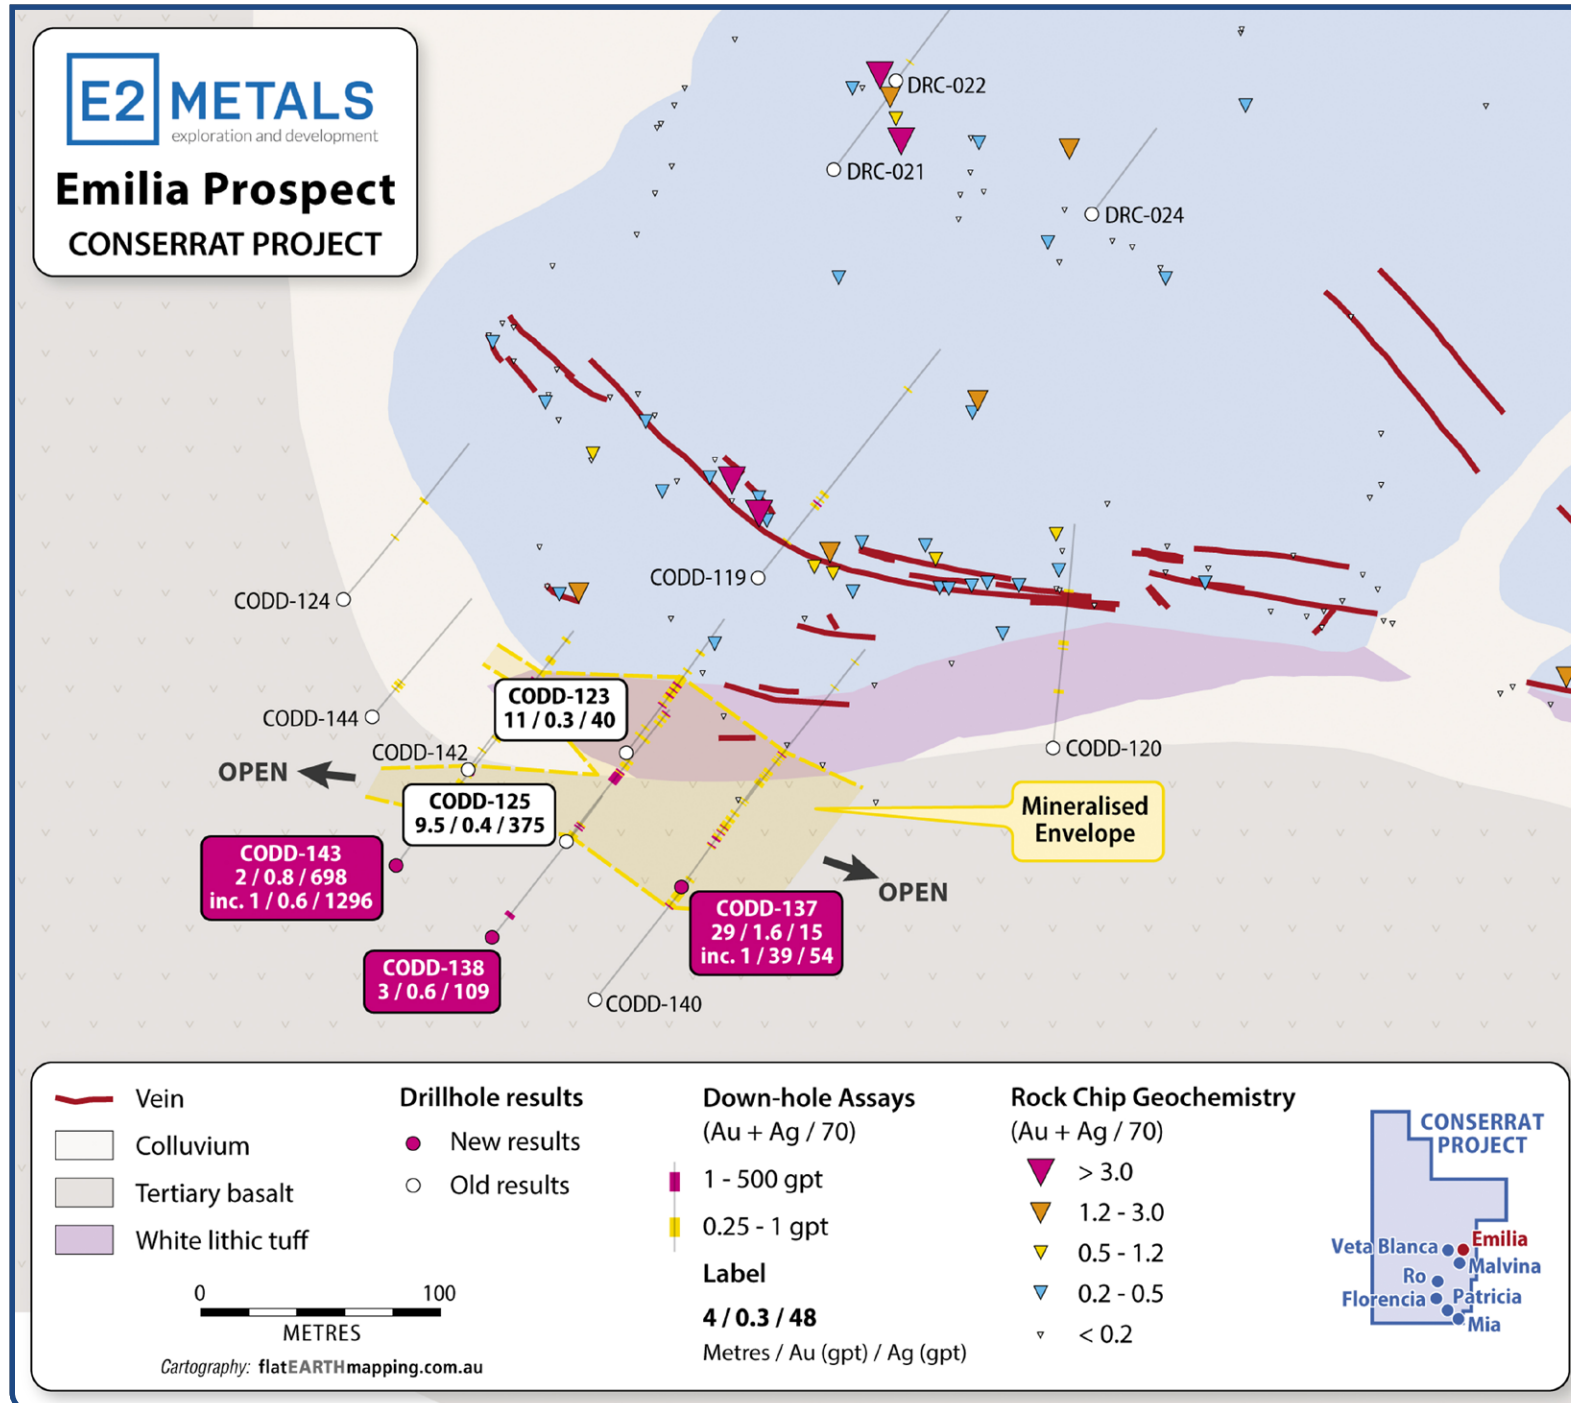 E2 METALS
exploration and development
Emilia Prospect
CONSERRAT PROJECT
DRC-022
DRC-021
DRC-024
CODD-119
CODD-124
CODD-144
CODD-123
11 / 0.3 / 40
CODD-142
CODD-120
OPEN
CODD-125
9.5 / 0.4 / 375
Mineralised
Envelope
CODD-143
2 / 0.8 / 698
inc. 1 / 0.6 / 1296
OPEN
CODD-137
29 / 1.6 / 15
inc. 1 / 39 / 54
CODD-138
3 / 0.6 / 109
CODD-140
Vein
Colluvium
Tertiary basalt
White lithic tuff
0 100
METRES
Cartography: flatEARTHmapping.com.au
Drillhole results
New results
Old results
Down-hole Assays
(Au + Ag / 70)
1 - 500 gpt
0.25 - 1 gpt
Label
4 / 0.3 / 48
Metres / Au (gpt) / Ag (gpt)
Rock Chip Geochemistry
(Au + Ag / 70)
> 3.0
1.2 - 3.0
0.5 - 1.2
0.2 - 0.5
< 0.2
CONSERRAT
PROJECT
Emilia
Veta Blanca
Malvina
Ro
Florencia
Patricia
Mia